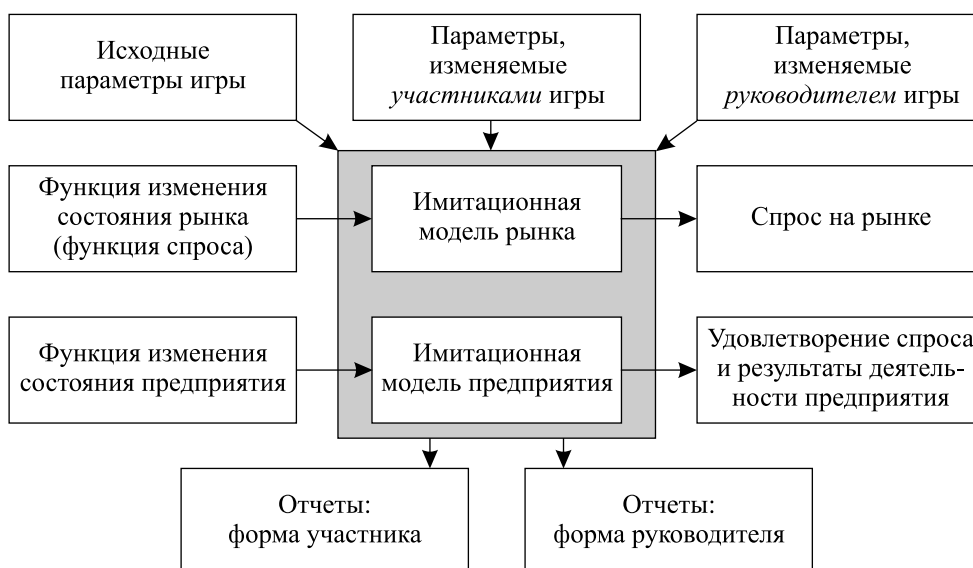 Исходные
параметры игры
Параметры,
изменяемые
участниками игры
Параметры,
изменяемые
руководителем игры
Функция изменения
состояния рынка
(функция спроса)
Имитационная
модель рынка
Спрос на рынке
Функция изменения
состояния предприятия
Имитационная
модель предприятия
Удовлетворение спроса
и результаты деятель-
ности предприятия
Отчеты:
форма участника
Отчеты:
форма руководителя